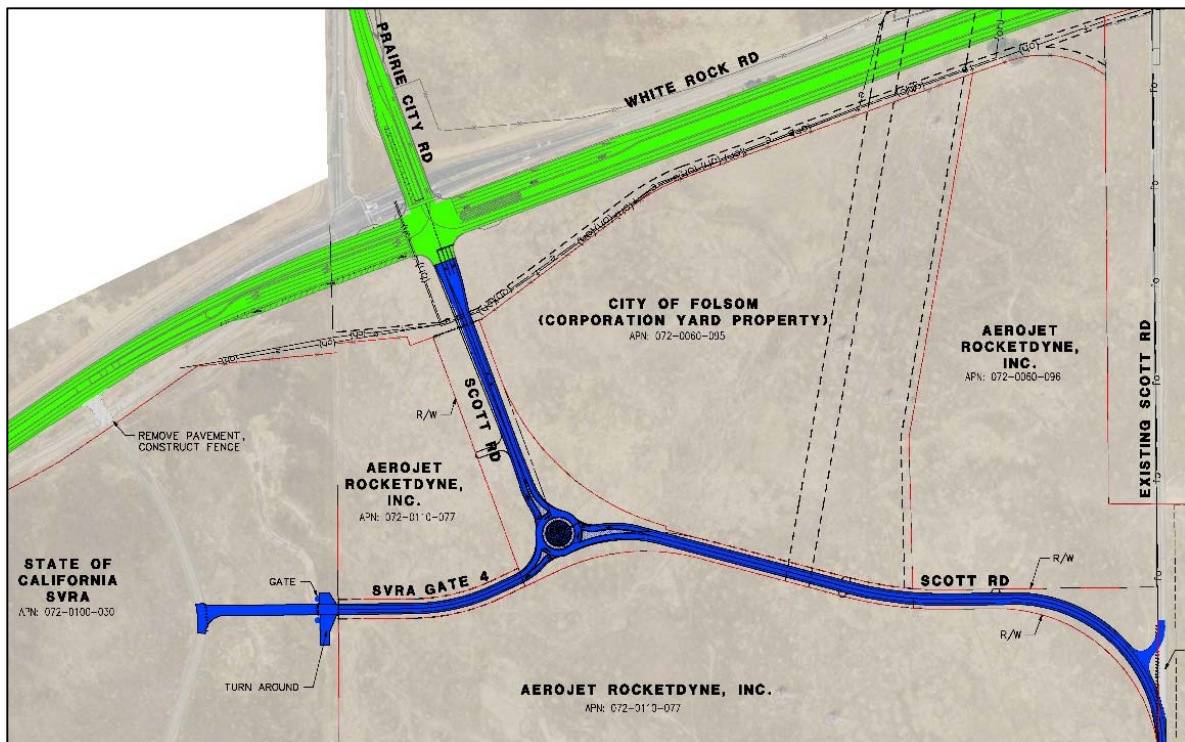 PRAIRIE CITY RD
WHITE ROCK RD
CITY OF FOLSOM
(CORPORATION YARD PROPERTY)
APN: 072-0060-095
AEROJET
ROCKETDYNE,
INC.
APN: 072-0060-096
EXISTING SCOTT RD
REMOVE PAVEMENT,
CONSTRUCT FENCE
R/W
SCOTT RD
AEROJET
ROCKETDYNE,
INC.
APN: 072-0110-077
STATE OF
CALIFORNIA
SVRA
APN: 072-0100-030
GATE
SVRA GATE 4
SCOTT RD
R/W
R/W
TURN AROUND
AEROJET ROCKETDYNE, INC.
APN: 072-0110-077